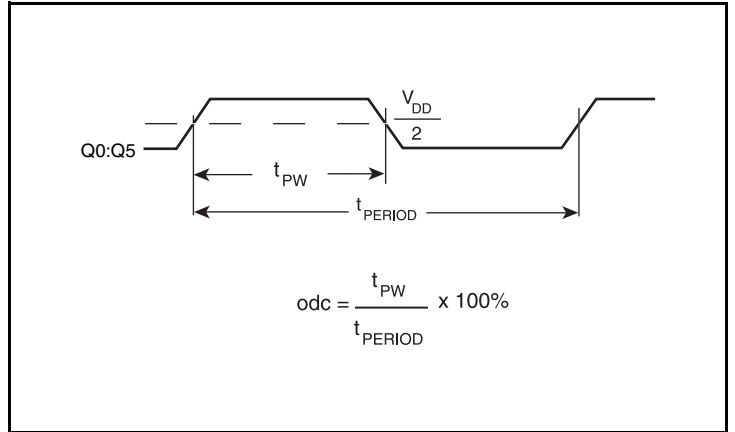 V_DD
2
Q0:Q5
t_PW
t_PERIOD
odc = t_PW / t_PERIOD x 100%